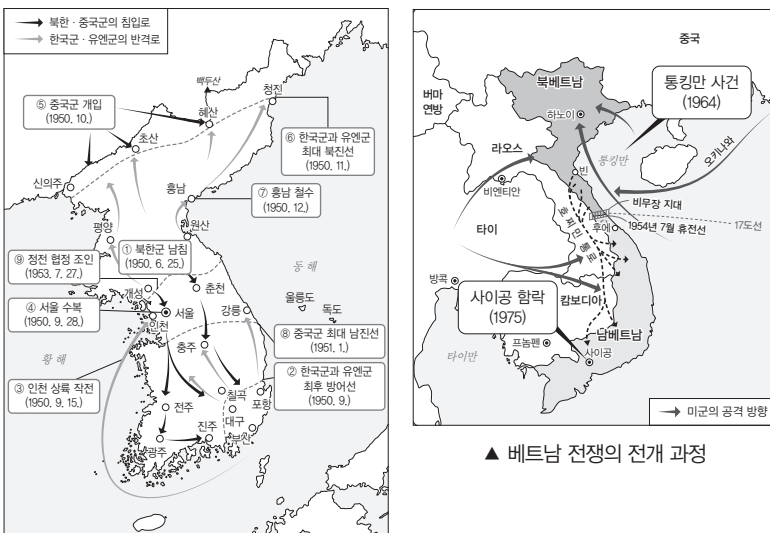 북한·중국군의 침입로
한국군·유엔군의 반격로
백두산
청진
⑤ 중국군 개입
(1950. 10.)
혜산
초산
⑥ 한국군과 유엔군
최대 북진선
(1950. 11.)
신의주
흥남
⑦ 흥남 철수
(1950. 12.)
평양
원산
① 북한군 남침
(1950. 6. 25.)
⑨ 정전 협정 조인
(1953. 7. 27.)
동해
개성
춘천
울릉도
독도
④ 서울 수복
(1950. 9. 28.)
서울
강릉
인천
⑧ 중국군 최대 남진선
(1951. 1.)
황해
충주
③ 인천 상륙 작전
(1950. 9. 15.)
② 한국군과 유엔군
최후 방어선
(1950. 9.)
칠곡
포항
전주
대구
진주
부산
광주
중국
북베트남
통킹만 사건
(1964)
버마
연방
하노이
라오스
통킹만
오키나와
빈
비엔티안
비무장 지대
1954년 7월 휴전선
17도선
후에
타이
호찌민 통로
방콕
사이공 함락
(1975)
캄보디아
남베트남
프놈펜
사이공
타이만
미군의 공격 방향
▲ 베트남 전쟁의 전개 과정